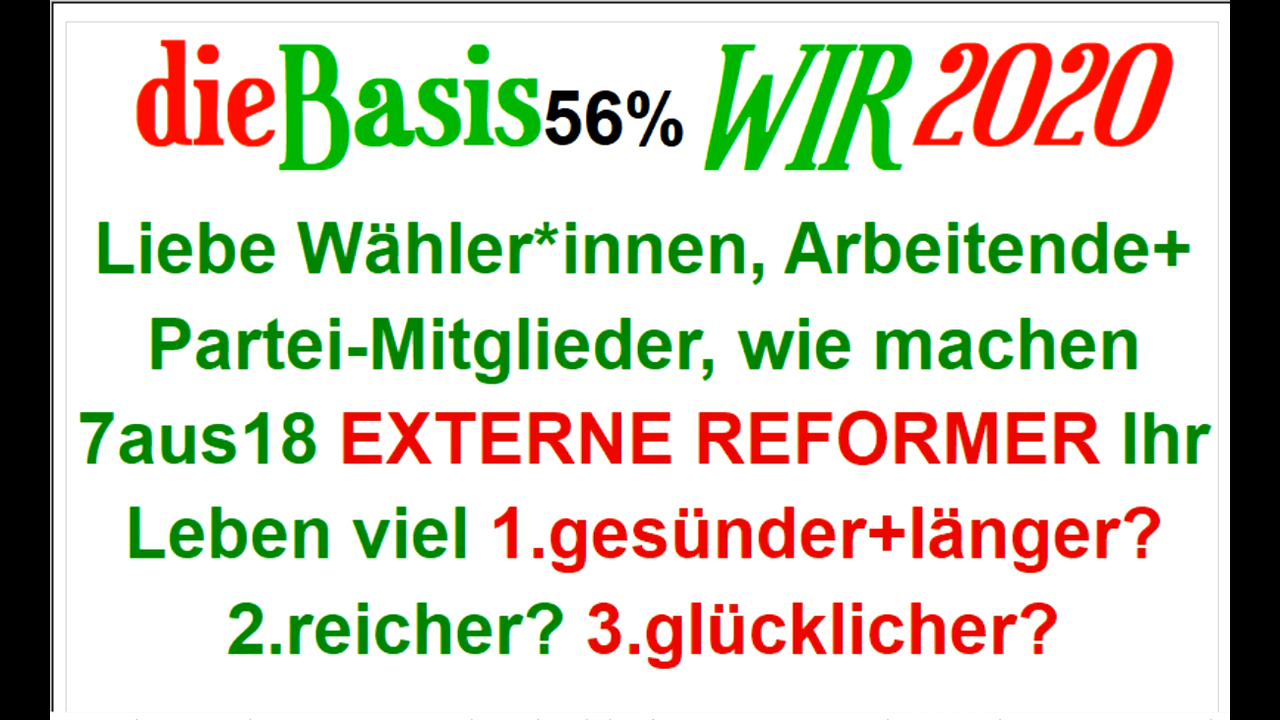 dieBasis56% WIR2020
Liebe Wähler*innen, Arbeitende+
Partei-Mitglieder, wie machen
7aus18 EXTERNE REFORMER Ihr
Leben viel 1.gesünder+länger?
2.reicher? 3.glücklicher?